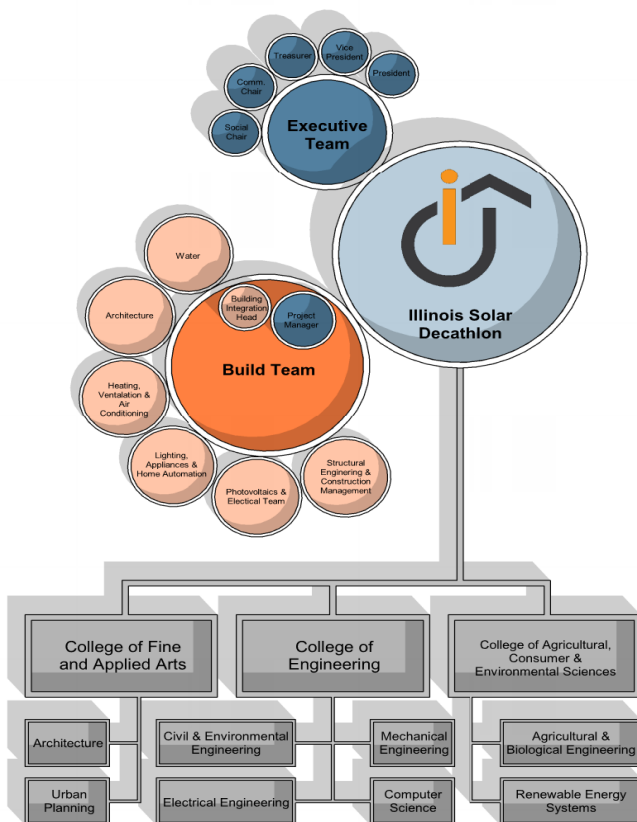 Vice
President
Treasurer
President
Comm.
Chair
Social
Chair
Executive
Team
Illinois Solar
Decathlon
Water
Building
Integration
Head
Project
Manager
Architecture
Build Team
Heating,
Ventalation &
Air
Conditioning
Lighting,
Appliances &
Home Automation
Photovoltaics &
Electical Team
Structural
Enginering &
Construction
Management
College of Fine
and Applied Arts
College of
Engineering
College of Agricultural,
Consumer &
Environmental Sciences
Architecture
Civil & Environmental
Engineering
Mechanical
Engineering
Agricultural &
Biological Engineering
Urban
Planning
Electrical Engineering
Computer
Science
Renewable Energy
Systems